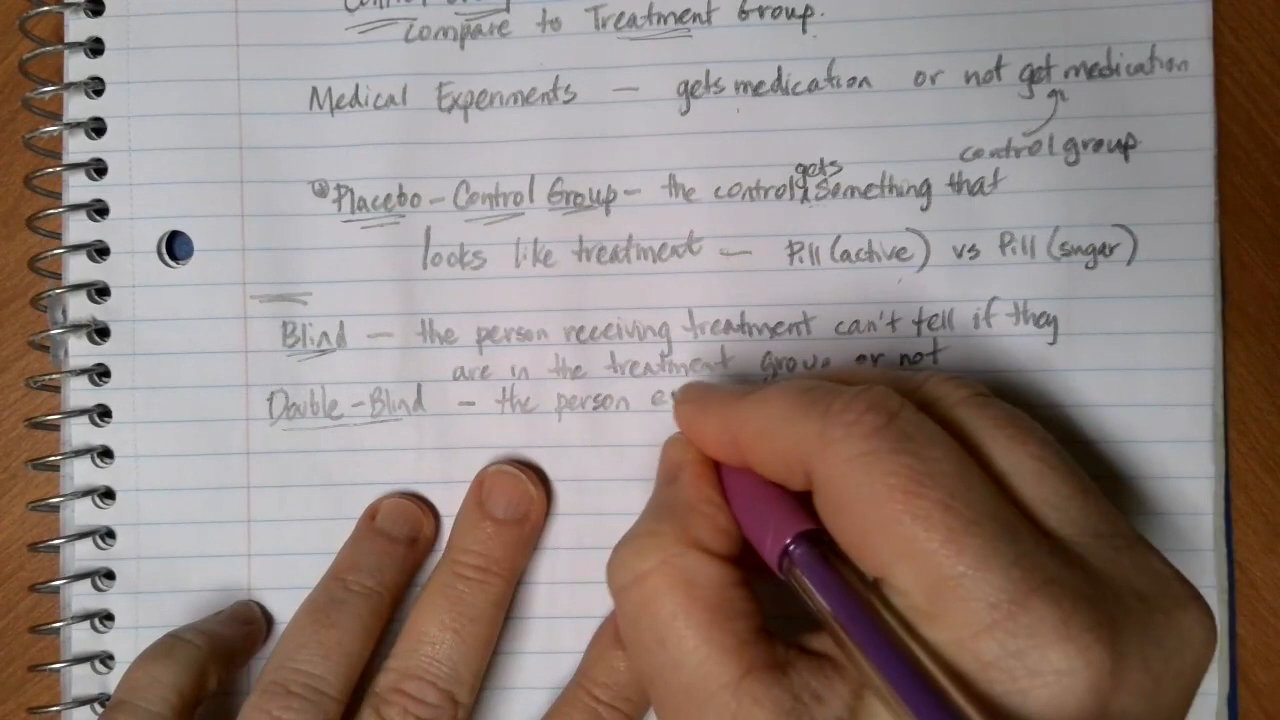 Control
Compare to Treatment Group.
Medical Experiments — gets medication or not get medication
control group
Placebo-Control Group - the control gets something that
looks like treatment — Pill (active) vs Pill (sugar)
Blind — the person receiving treatment can't tell if they
are in the treatment group or not
Double-Blind - the person